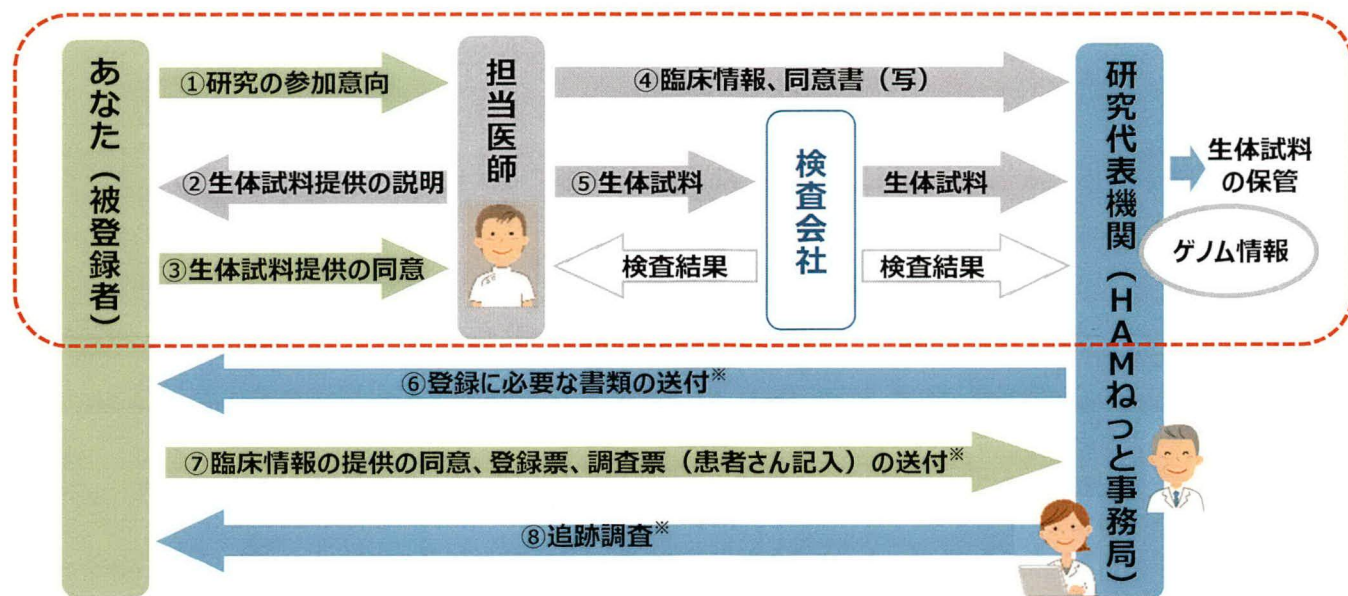 あなた（被登録者）
①研究の参加意向
②生体試料提供の説明
③生体試料提供の同意
担当医師
④臨床情報、同意書（写）
⑤生体試料
検査会社
生体試料
検査結果
検査結果
研究代表機関（HAMねっと事務局）
生体試料
の保管
ゲノム情報
⑥登録に必要な書類の送付※
⑦臨床情報の提供の同意、登録票、調査票（患者さん記入）の送付※
⑧追跡調査※